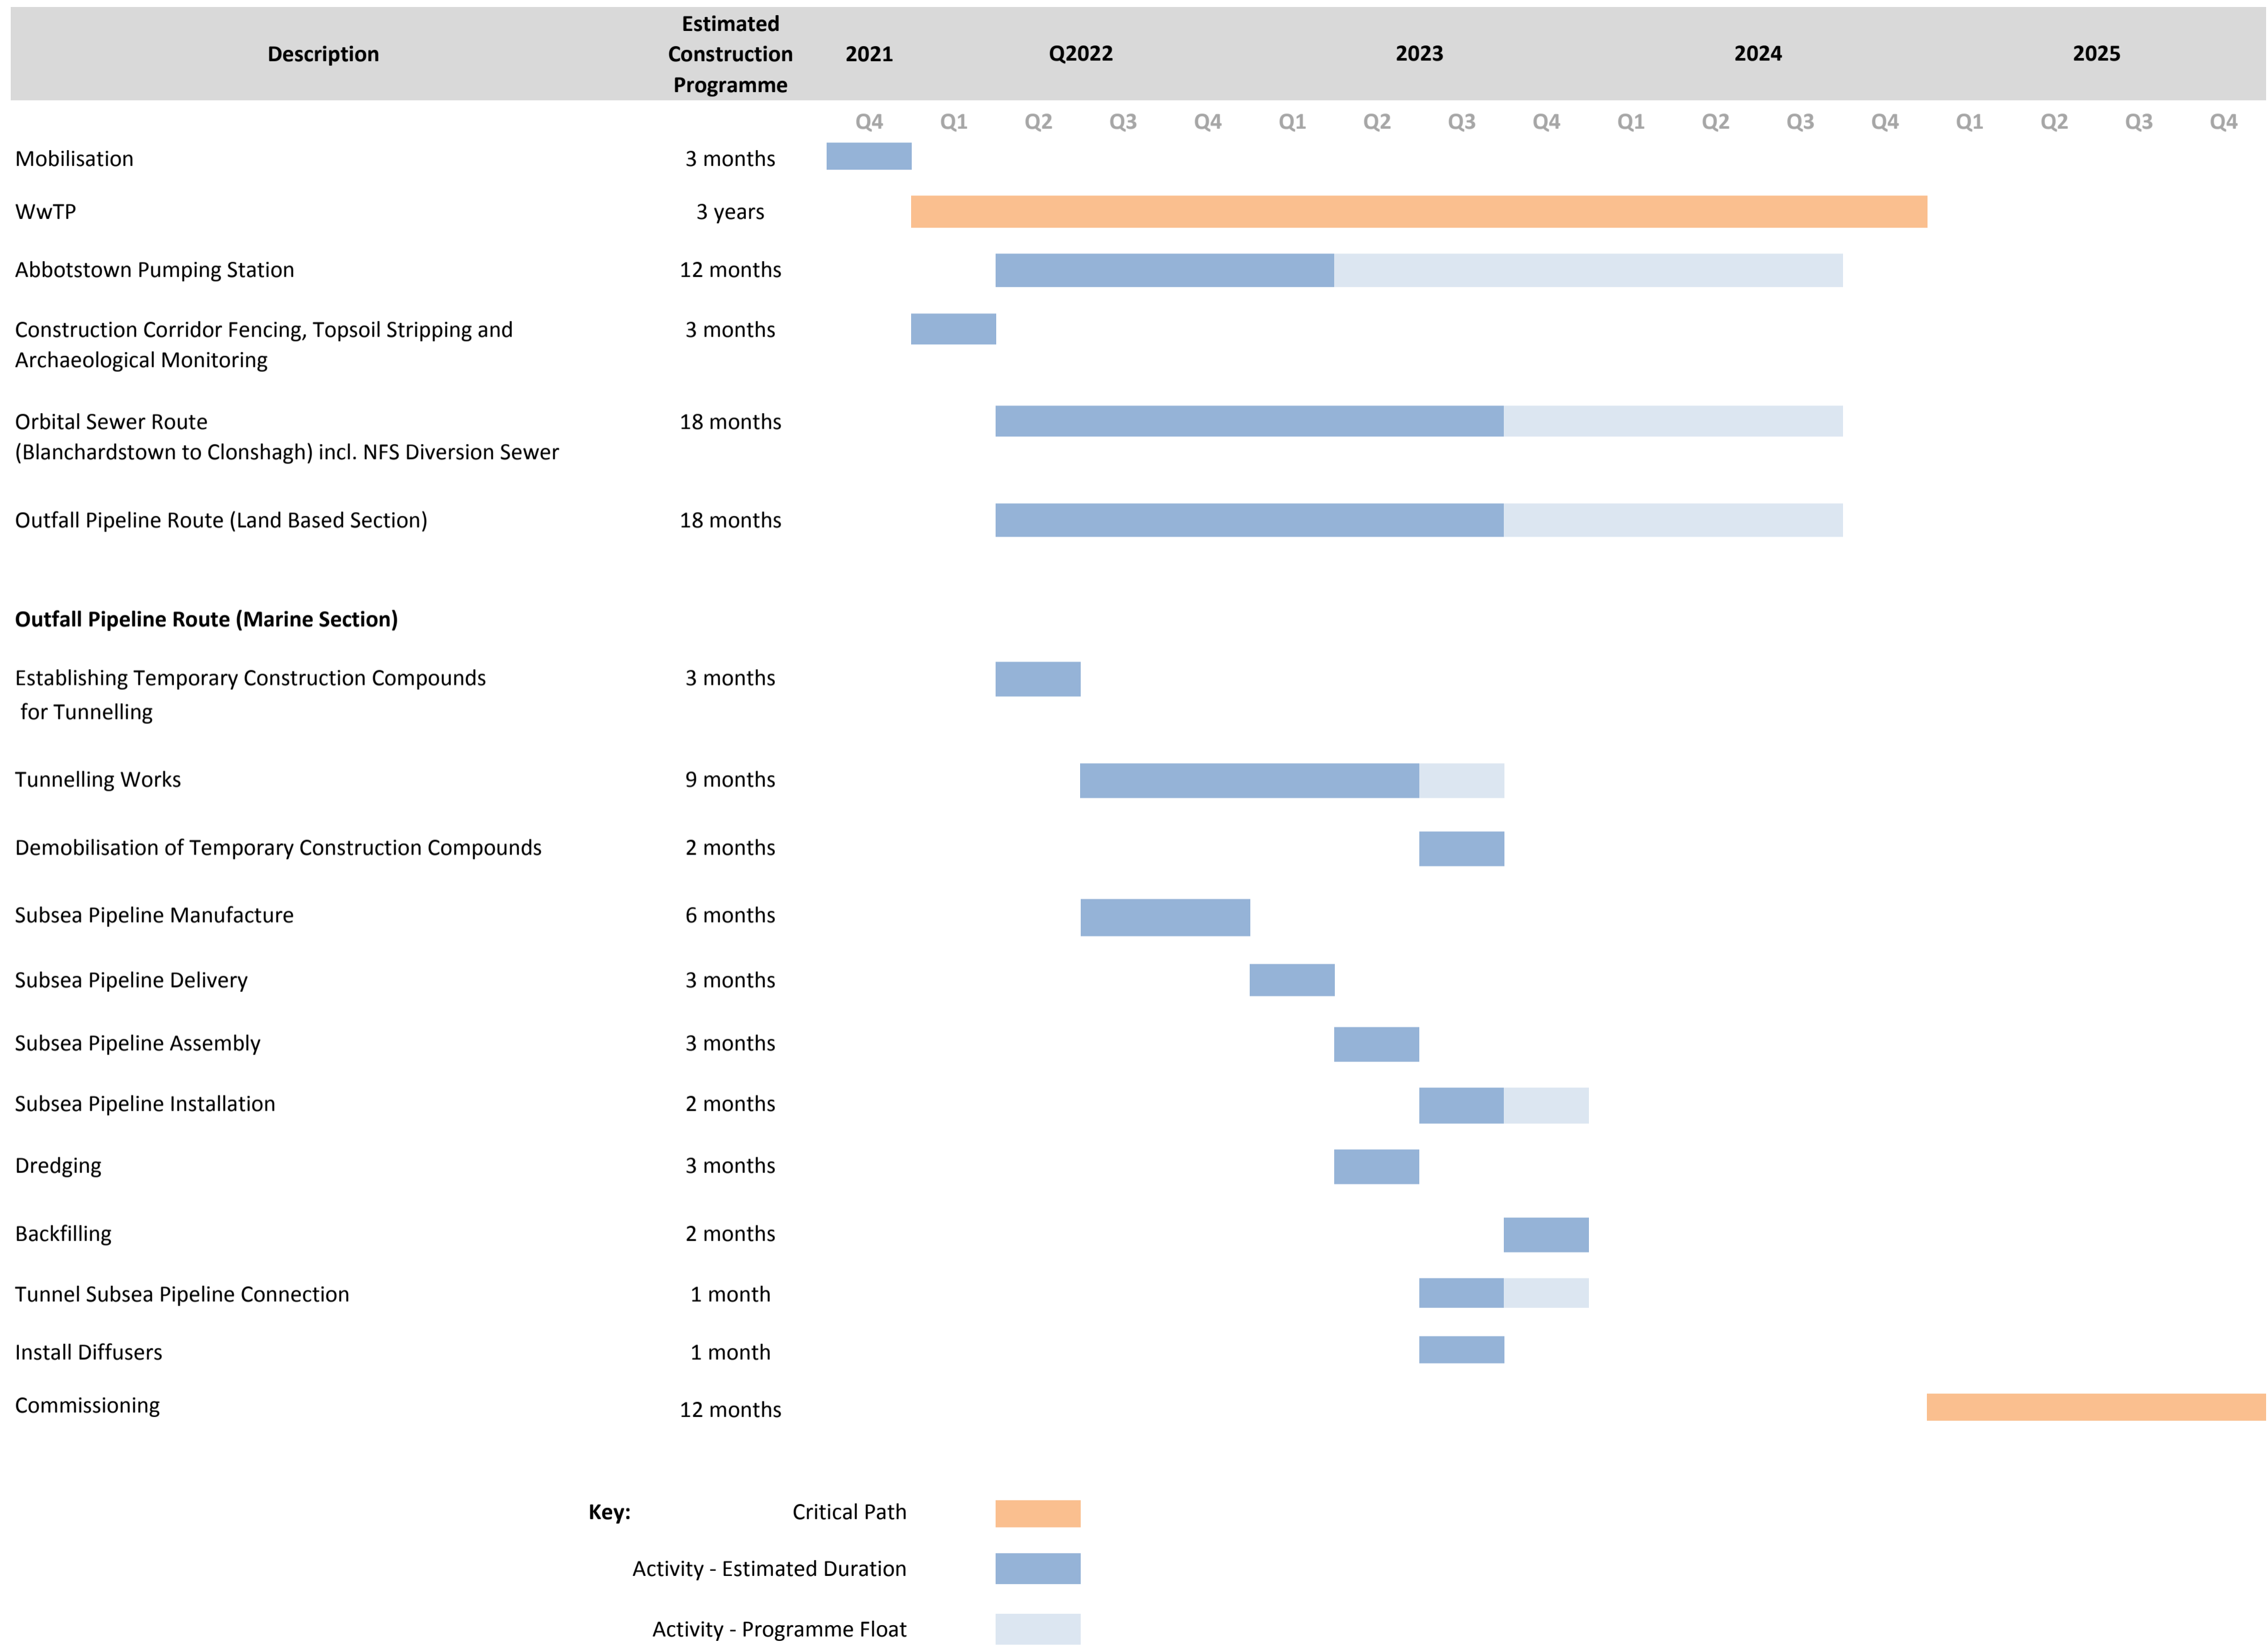 Description
Estimated
Construction
Programme
2021
Q2022
2023
2024
2025
Q4 Q1 Q2 Q3 Q4 Q1 Q2 Q3 Q4 Q1 Q2 Q3 Q4 Q1 Q2 Q3 Q4
Mobilisation 3 months
WwTP 3 years
Abbotstown Pumping Station 12 months
Construction Corridor Fencing, Topsoil Stripping and 3 months
Archaeological Monitoring
Orbital Sewer Route 18 months
(Blanchardstown to Clonshagh) incl. NFS Diversion Sewer
Outfall Pipeline Route (Land Based Section) 18 months
Outfall Pipeline Route (Marine Section)
Establishing Temporary Construction Compounds 3 months
for Tunnelling
Tunnelling Works 9 months
Demobilisation of Temporary Construction Compounds 2 months
Subsea Pipeline Manufacture 6 months
Subsea Pipeline Delivery 3 months
Subsea Pipeline Assembly 3 months
Subsea Pipeline Installation 2 months
Dredging 3 months
Backfilling 2 months
Tunnel Subsea Pipeline Connection 1 month
Install Diffusers 1 month
Commissioning 12 months
Key: Critical Path
Activity - Estimated Duration
Activity - Programme Float